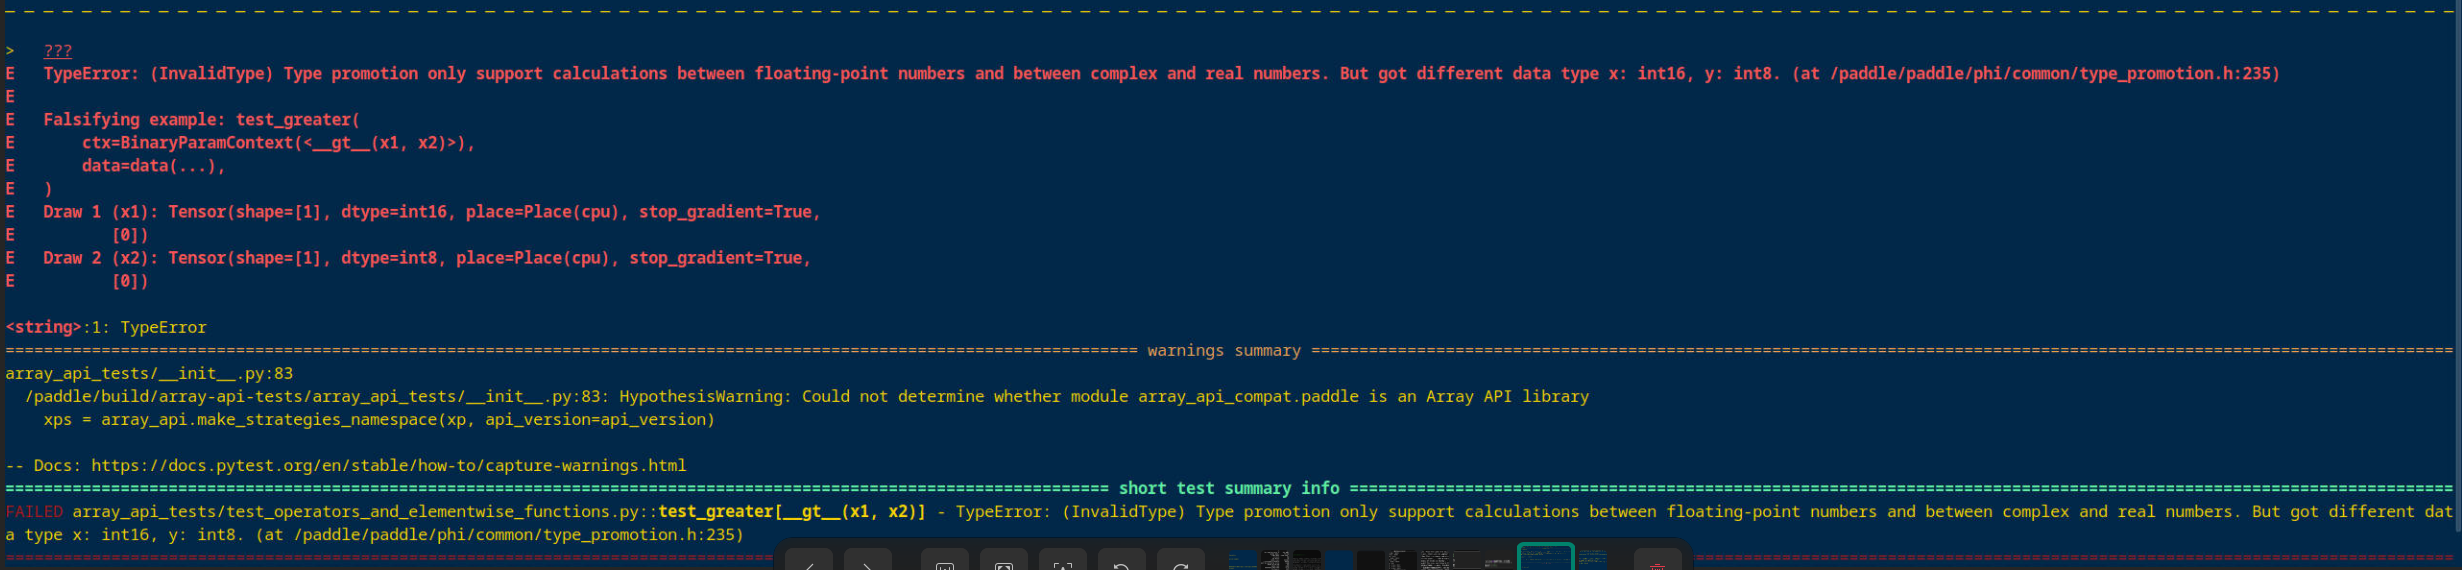 > ???
E TypeError: (InvalidType) Type promotion only support calculations between floating-point numbers and between complex and real numbers. But got different data type x: int16, y: int8. (at /paddle/paddle/phi/common/type_promotion.h:235)
E
E Falsifying example: test_greater(
E     ctx=BinaryParamContext(<__gt__(x1, x2)>),
E     data=data(...),
E )
E Draw 1 (x1): Tensor(shape=[1], dtype=int16, place=Place(cpu), stop_gradient=True,
E        [0])
E Draw 2 (x2): Tensor(shape=[1], dtype=int8, place=Place(cpu), stop_gradient=True,
E        [0])
<string>:1: TypeError
warnings summary
array_api_tests/__init__.py:83
  /paddle/build/array-api-tests/array_api_tests/__init__.py:83: HypothesisWarning: Could not determine whether module array_api_compat.paddle is an Array API library
    xps = array_api.make_strategies_namespace(xp, api_version=api_version)
-- Docs: https://docs.pytest.org/en/stable/how-to/capture-warnings.html
short test summary info
FAILED array_api_tests/test_operators_and_elementwise_functions.py::test_greater[__gt__(x1, x2)] - TypeError: (InvalidType) Type promotion only support calculations between floating-point numbers and between complex and real numbers. But got different dat
a type x: int16, y: int8. (at /paddle/paddle/phi/common/type_promotion.h:235)